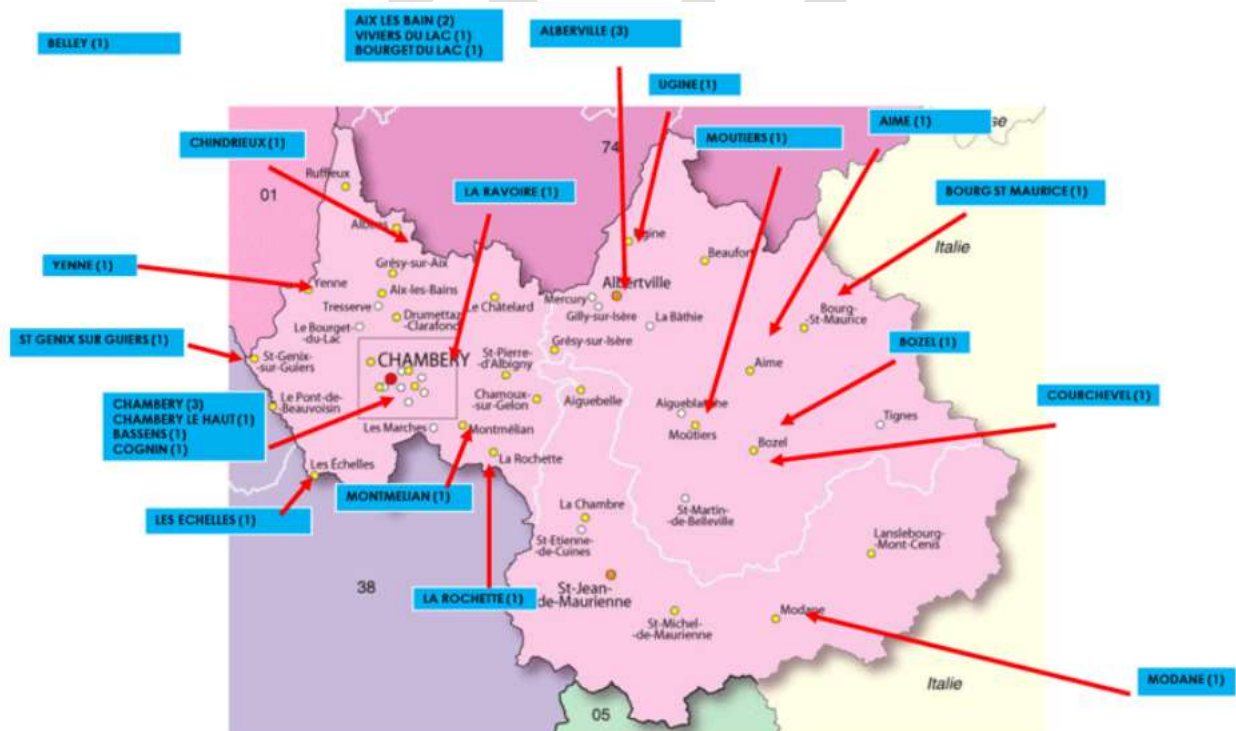 BELLEY (1)
AIX LES BAIN (2)
VIVIERS DU LAC (1)
BOURGET DU LAC (1)
ALBERVILLE (3)
UGINE (1)
AIME (1)
MOUTIERS (1)
CHINDRIEUX (1)
74
LA RAVOIRE (1)
BOURG ST MAURICE (1)
01
Ruffieux
Italie
Ugine
Beaufort
YENNE (1)
Yenne
Grésy-sur-Aix
Aix-les-Bains
Tresserve
Drumettaz
-Clarafond
Le Châtelard
Mercury
Albertville
Gilly-sur-Isère
La Bâthie
Bourg-
-St-Maurice
Le Bourget-
-du-Lac
ST GENIX SUR GUIERS (1)
St-Genix-
-sur-Guiers
CHAMBERY
St-Pierre-
-d'Albigny
Grésy-sur-Isère
BOZEL (1)
Aime
COURCHEVEL (1)
CHAMBERY (3)
CHAMBERY LE HAUT (1)
BASSENS (1)
COGNIN (1)
Le Pont-de-
-Beauvoisin
Chamoux-
-sur-Gelon
Aiguebelle
Aigueblanche
Moûtiers
Tignes
Les Marches
Montmélian
Bozel
La Rochette
Les Échelles
MONTMELIAN (1)
LES ECHELLES (1)
La Chambre
St-Martin-
-de-Belleville
St-Etienne-
-de-Cuines
Lanslebourg-
-Mont-Cenis
38
LA ROCHETTE (1)
St-Jean-
-de-Maurienne
St-Michel-
-de-Maurienne
Modane
MODANE (1)
Italie
05